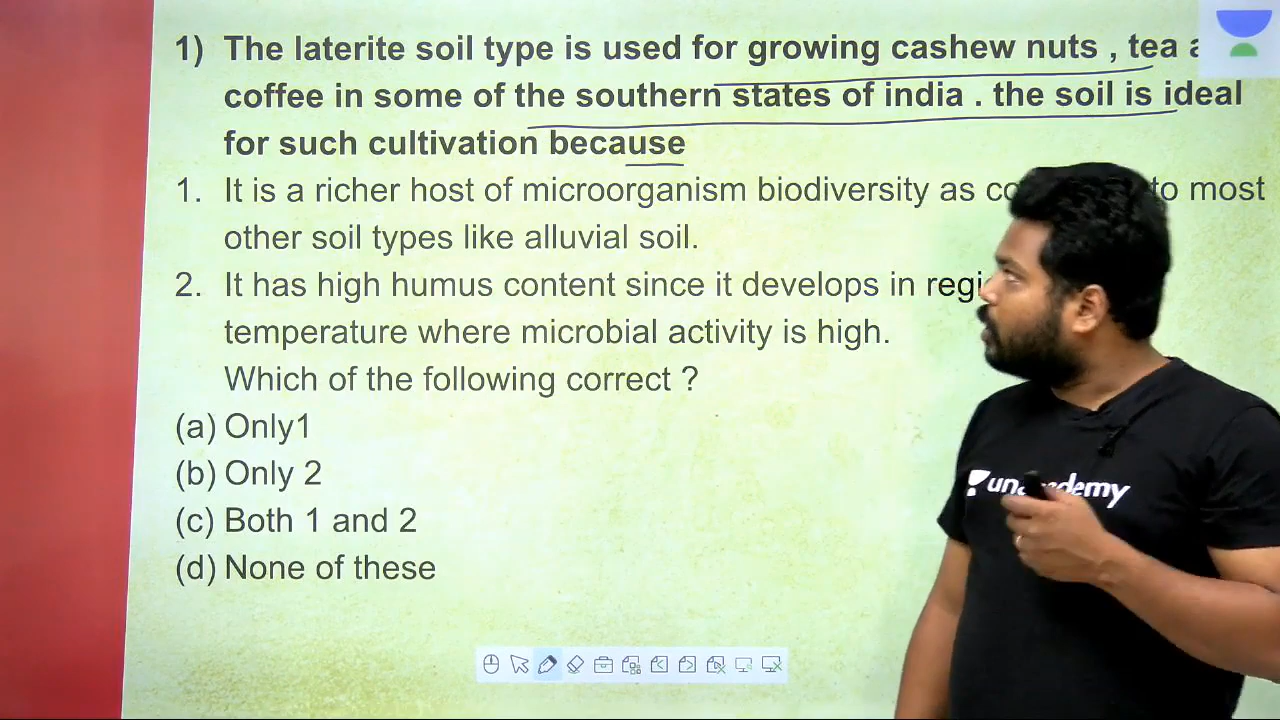 1) The laterite soil type is used for growing cashew nuts , tea
coffee in some of the southern states of india . the soil is ideal
for such cultivation because
1. It is a richer host of microorganism biodiversity as to most
other soil types like alluvial soil.
2. It has high humus content since it develops in
temperature where microbial activity is high.
Which of the following correct ?
(a) Only1
(b) Only 2
(c) Both 1 and 2
(d) None of these